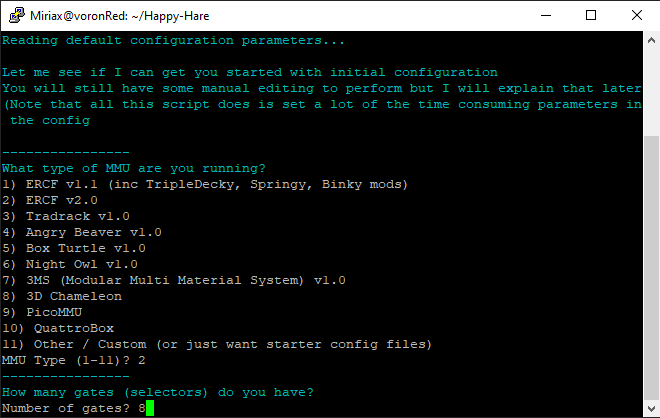 Miriax@voronRed: ~/Happy-Hare
Reading default configuration parameters...
Let me see if I can get you started with initial configuration
You will still have some manual editing to perform but I will explain that later
(Note that all this script does is set a lot of the time consuming parameters in
 the config
----------------
What type of MMU are you running?
1) ERCF v1.1 (inc TripleDecky, Springy, Binky mods)
2) ERCF v2.0
3) Tradrack v1.0
4) Angry Beaver v1.0
5) Box Turtle v1.0
6) Night Owl v1.0
7) 3MS (Modular Multi Material System) v1.0
8) 3D Chameleon
9) PicoMMU
10) QuattroBox
11) Other / Custom (or just want starter config files)
MMU Type (1-11)? 2
----------------
How many gates (selectors) do you have?
Number of gates? 8